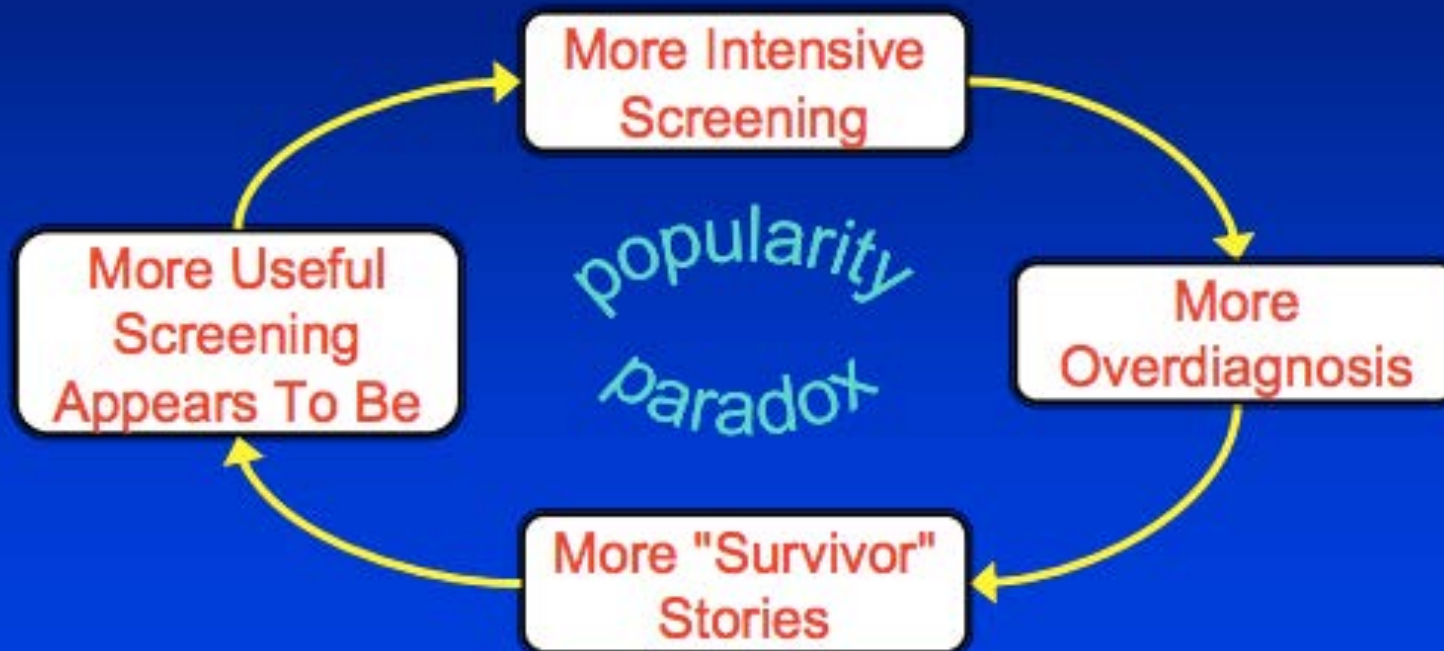 More Intensive
Screening
More Useful
Screening
Appears To Be
popularity
paradox
More
Overdiagnosis
More "Survivor"
Stories